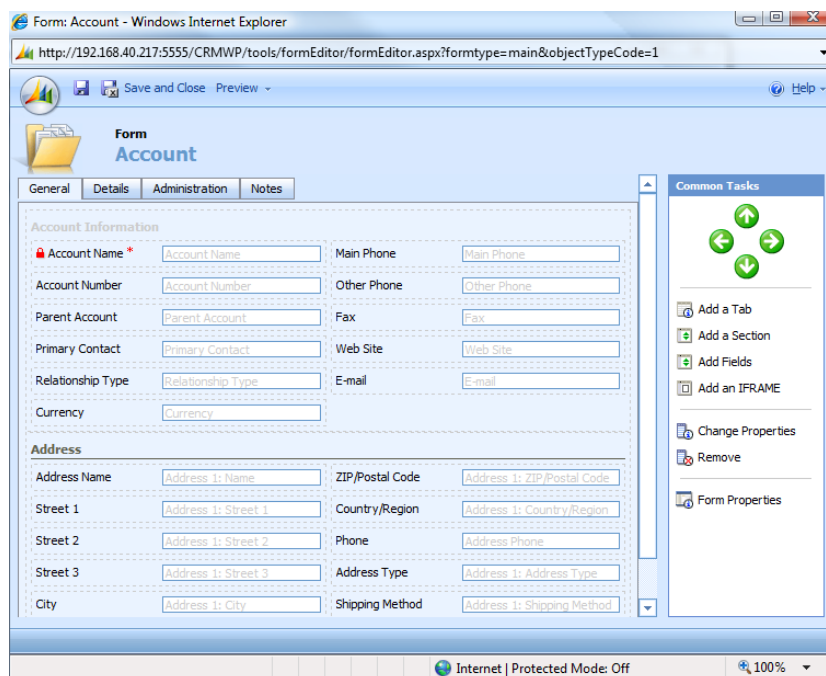 Form: Account - Windows Internet Explorer
http://192.168.40.217:5555/CRMWP/tools/formEditor/formEditor.aspx?formtype=main&objectTypeCode=1
Save and Close Preview Help
Form
Account
General Details Administration Notes
Common Tasks
Account Information
Account Name * Account Name Main Phone Main Phone
Account Number Account Number Other Phone Other Phone
Parent Account Parent Account Fax Fax
Primary Contact Primary Contact Web Site Web Site
Relationship Type Relationship Type E-mail E-mail
Currency Currency
Address
Address Name Address 1: Name ZIP/Postal Code Address 1: ZIP/Postal Code
Street 1 Address 1: Street 1 Country/Region Address 1: Country/Region
Street 2 Address 1: Street 2 Phone Address Phone
Street 3 Address 1: Street 3 Address Type Address 1: Address Type
City Address 1: City Shipping Method Address 1: Shipping Method
Add a Tab
Add a Section
Add Fields
Add an IFRAME
Change Properties
Remove
Form Properties
Internet | Protected Mode: Off 100%